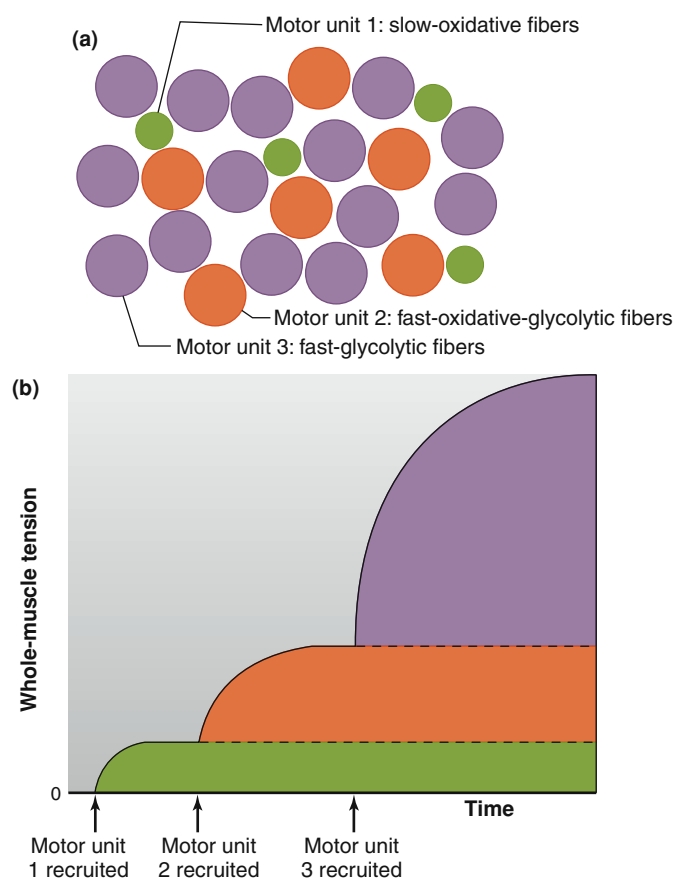 (a)
Motor unit 1: slow-oxidative fibers
Motor unit 2: fast-oxidative-glycolytic fibers
Motor unit 3: fast-glycolytic fibers
(b)
Whole-muscle tension
0
Time
Motor unit
1 recruited
Motor unit
2 recruited
Motor unit
3 recruited